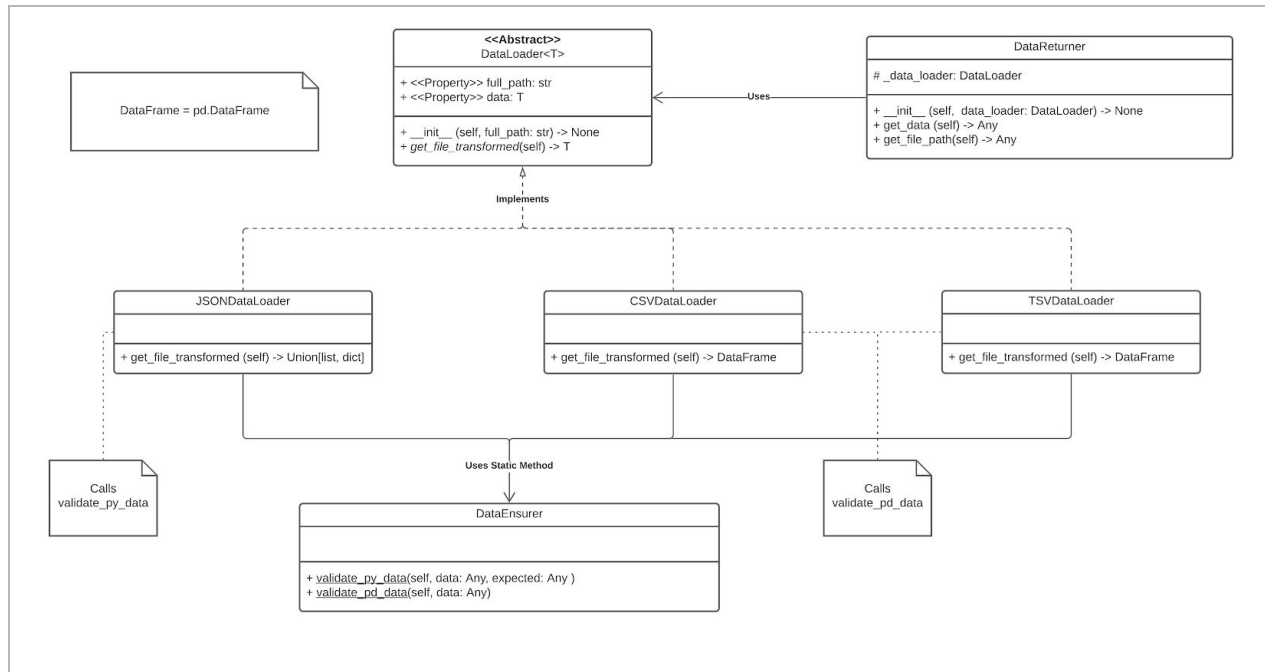 <<Abstract>>
DataLoader<T>
+ <<Property>> full_path: str
+ <<Property>> data: T
+ __init__ (self, full_path: str) -> None
+ get_file_transformed(self) -> T
DataReturner
# _data_loader: DataLoader
+ __init__ (self,  data_loader: DataLoader) -> None
+ get_data (self) -> Any
+ get_file_path(self) -> Any
DataFrame = pd.DataFrame
Uses
Implements
JSONDataLoader
+ get_file_transformed (self) -> Union[list, dict]
CSVDataLoader
+ get_file_transformed (self) -> DataFrame
TSVDataLoader
+ get_file_transformed (self) -> DataFrame
Calls
validate_py_data
Uses Static Method
Calls
validate_pd_data
DataEnsurer
+ validate_py_data(self, data: Any, expected: Any )
+ validate_pd_data(self, data: Any)